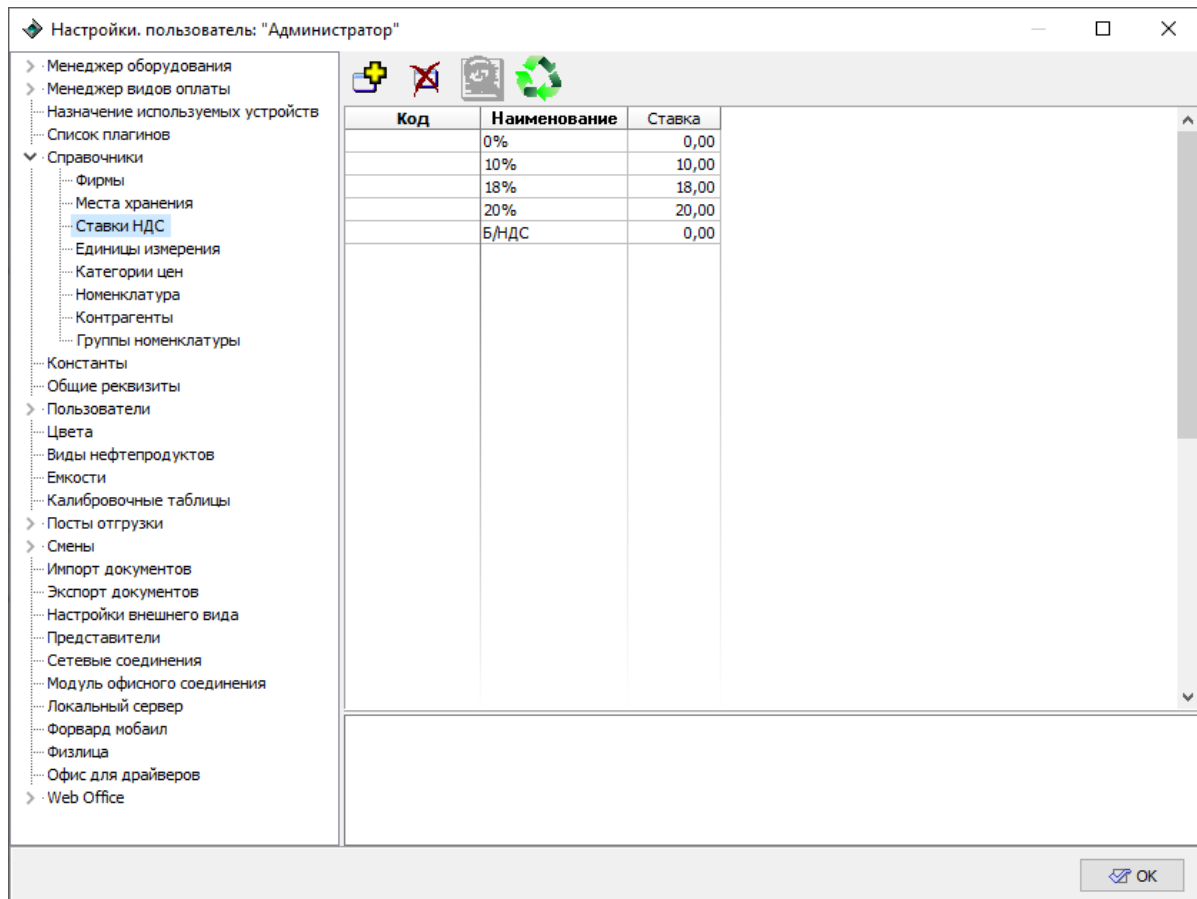 Настройки. пользователь: "Администратор"
Менеджер оборудования
Менеджер видов оплаты
Назначение используемых устройств
Список плагинов
Справочники
Фирмы
Места хранения
Ставки НДС
Единицы измерения
Категории цен
Номенклатура
Контрагенты
Группы номенклатуры
Константы
Общие реквизиты
Пользователи
Цвета
Виды нефтепродуктов
Емкости
Калибровочные таблицы
Посты отгрузки
Смены
Импорт документов
Экспорт документов
Настройки внешнего вида
Представители
Сетевые соединения
Модуль офисного соединения
Локальный сервер
Форвард мобаил
Физлица
Офис для драйверов
Web Office
Код Наименование Ставка
0% 0,00
10% 10,00
18% 18,00
20% 20,00
Б/НДС 0,00
OK